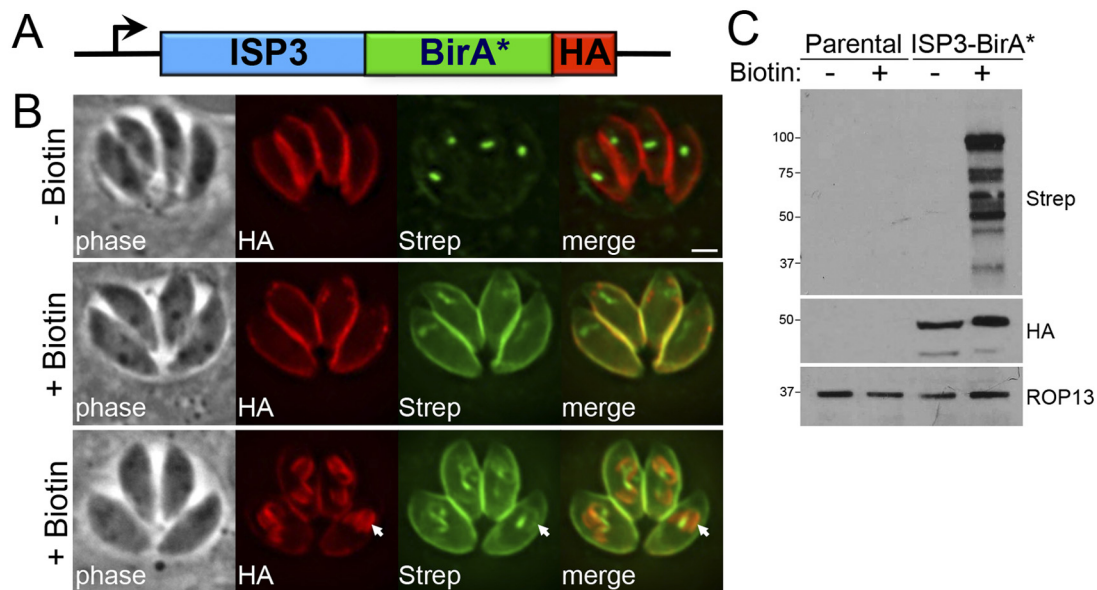 A
ISP3 BirA* HA
B
- Biotin
phase HA Strep merge
+ Biotin
phase HA Strep merge
+ Biotin
phase HA Strep merge
C
Parental ISP3-BirA*
Biotin: - + - +
100
75
50
37
Strep
50
HA
37
ROP13